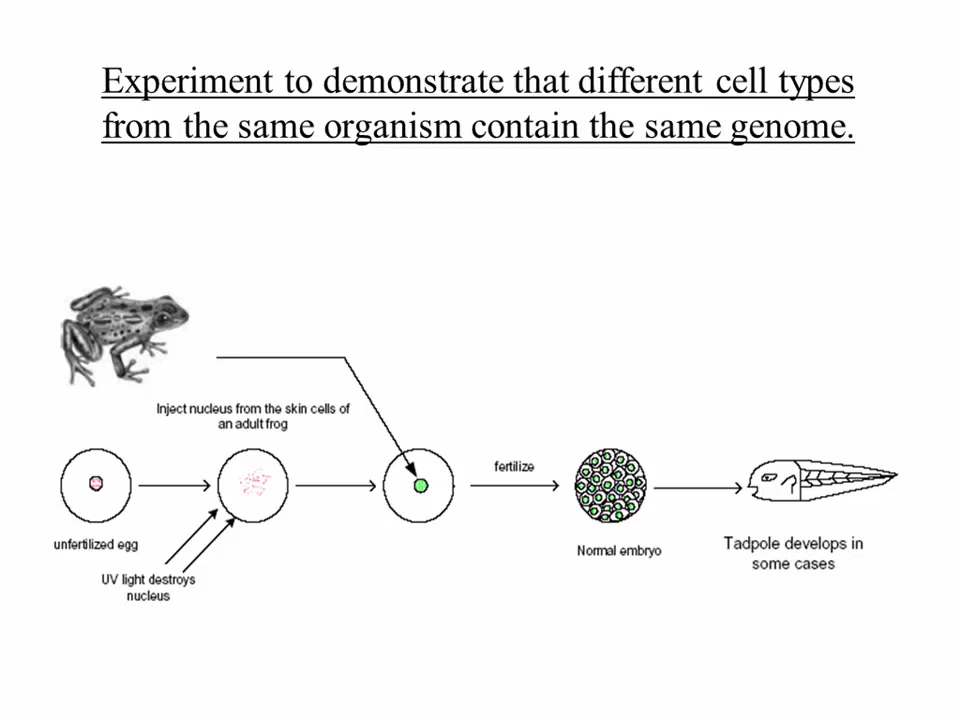 Experiment to demonstrate that different cell types
from the same organism contain the same genome.
Inject nucleus from the skin cells of
an adult frog
fertilize
unfertilized egg
UV light destroys
nucleus
Normal embryo
Tadpole develops in
some cases